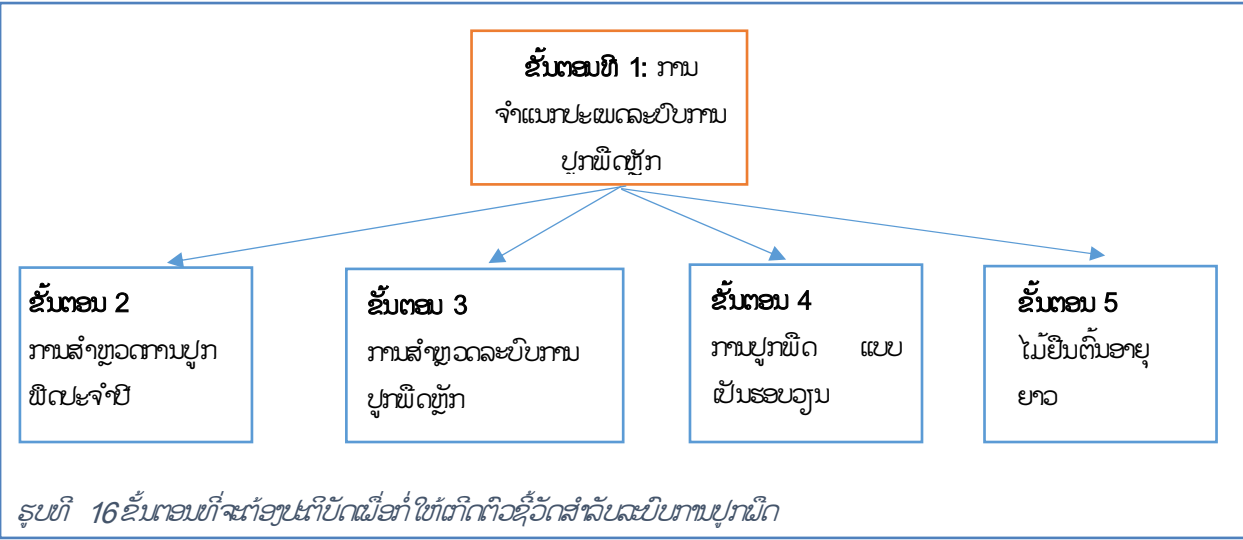 ຂັ້ນຕອນທີ 1: ການ
ຈຳແນກປະເພດລະບົບການ
ປູກພືດຫຼັກ
ຂັ້ນຕອນ 2
ການສຳຫຼວດການປູກ
ພືດປະຈຳປີ
ຂັ້ນຕອນ 3
ການສຳຫຼວດລະບົບການ
ປູກພືດຫຼັກ
ຂັ້ນຕອນ 4
ການປູກພືດ ແບບ
ເປັນຮອບວຽນ
ຂັ້ນຕອນ 5
ໄມ້ຢືນຕົ້ນອາຍຸ
ຍາວ
ຮູບທີ 16 ຂັ້ນຕອນທີ່ຈະຕ້ອງປະຕິບັດເພື່ອກໍ່ໃຫ້ເກີດຕົວຊີ້ວັດສຳລັບລະບົບການປູກພືດ